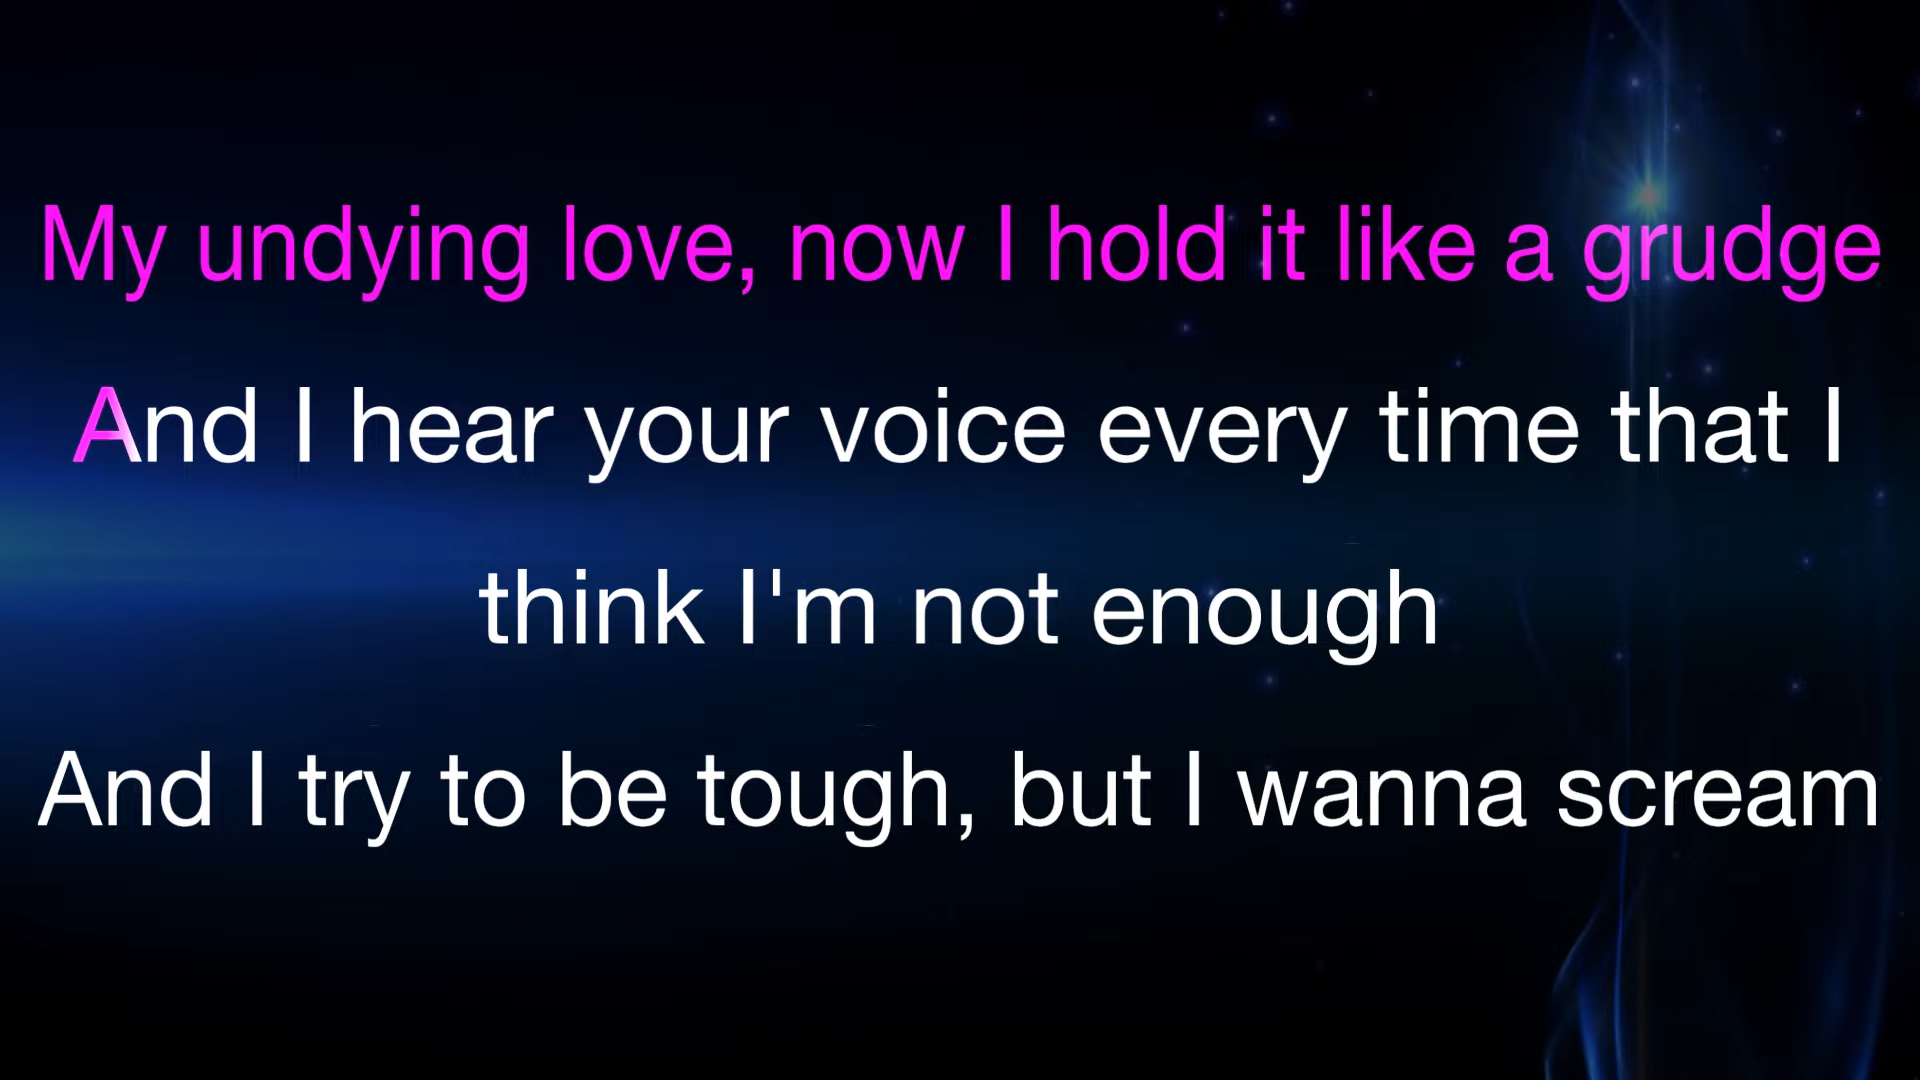 My undying love, now I hold it like a grudge
And I hear your voice every time that I
think I'm not enough
And I try to be tough, but I wanna scream